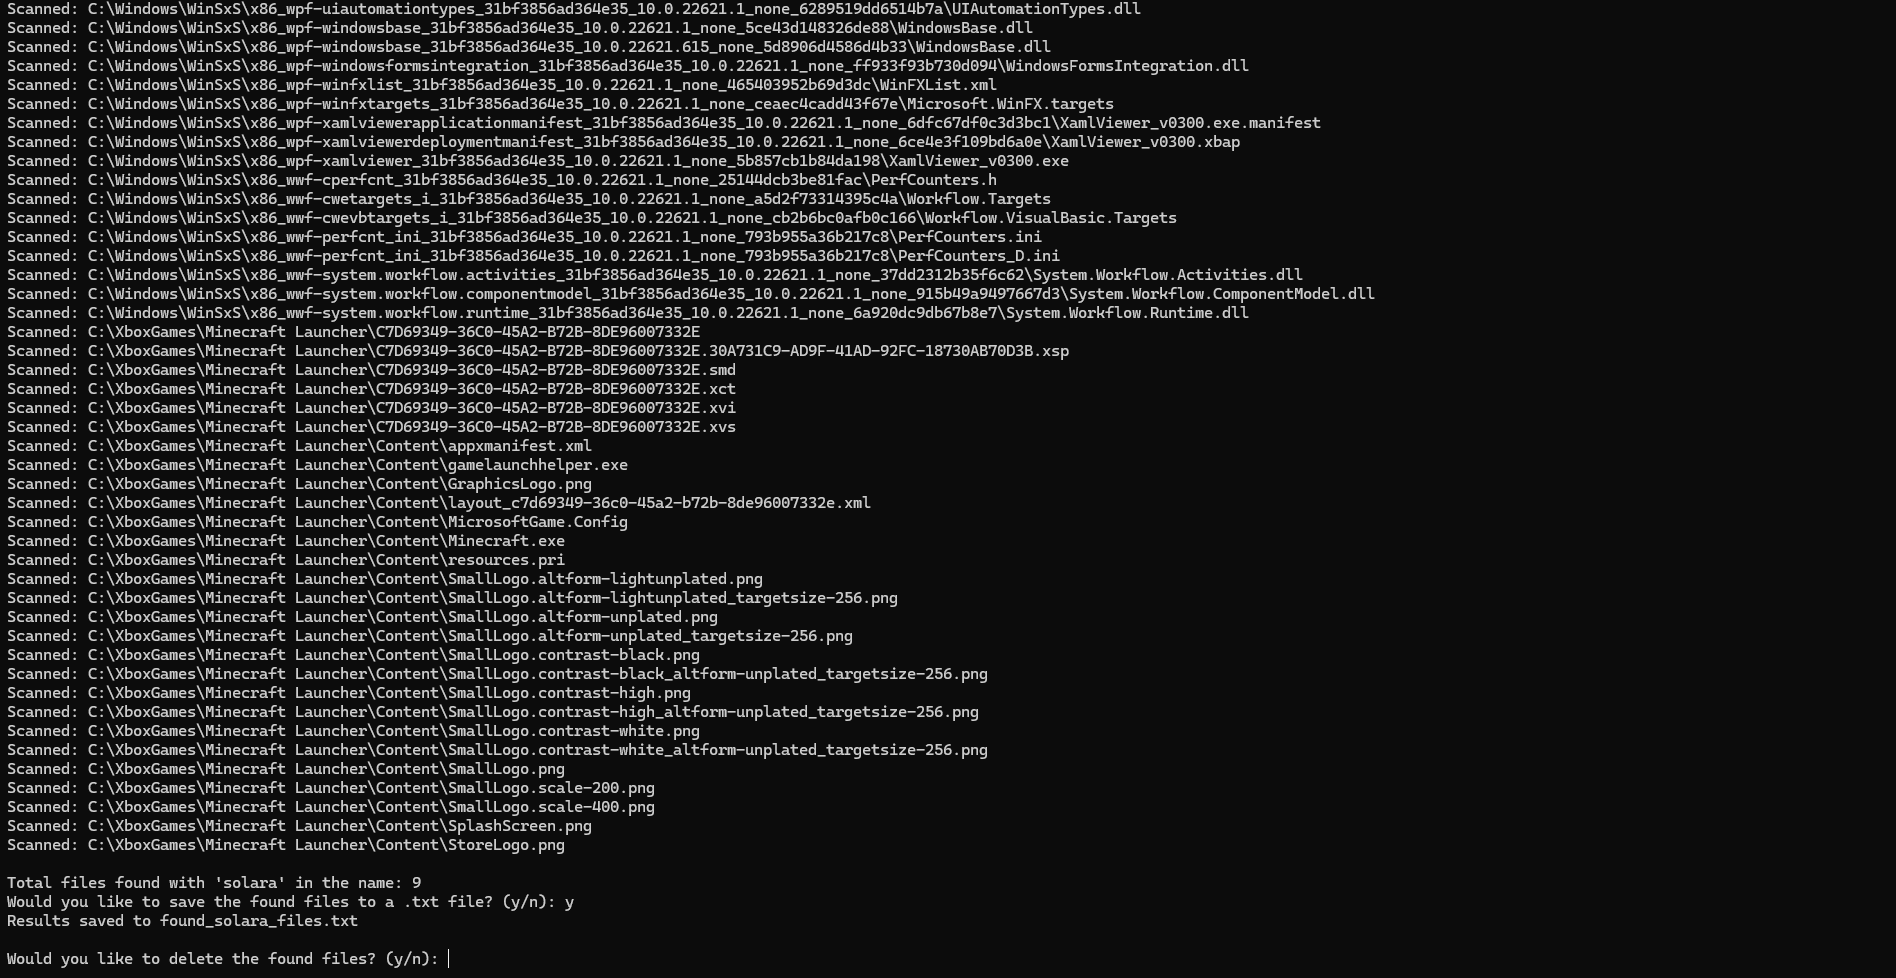 Scanned: C:\Windows\WinSxS\x86_wpf-uiautomationtypes_31bf3856ad364e35_10.0.22621.1_none_6289519dd6514b7a\UIAutomationTypes.dll
Scanned: C:\Windows\WinSxS\x86_wpf-windowsbase_31bf3856ad364e35_10.0.22621.1_none_5ce43d148326de88\WindowsBase.dll
Scanned: C:\Windows\WinSxS\x86_wpf-windowsbase_31bf3856ad364e35_10.0.22621.615_none_5d8906d4586d4b33\WindowsBase.dll
Scanned: C:\Windows\WinSxS\x86_wpf-windowsformsintegration_31bf3856ad364e35_10.0.22621.1_none_ff933f93b730d094\WindowsFormsIntegration.dll
Scanned: C:\Windows\WinSxS\x86_wpf-winfxlist_31bf3856ad364e35_10.0.22621.1_none_465403952b69d3dc\WinFXList.xml
Scanned: C:\Windows\WinSxS\x86_wpf-winfxtargets_31bf3856ad364e35_10.0.22621.1_none_ceaec4cadd43f67e\Microsoft.WinFX.targets
Scanned: C:\Windows\WinSxS\x86_wpf-xamlviewerapplicationmanifest_31bf3856ad364e35_10.0.22621.1_none_6dfc67df0c3d3bc1\XamlViewer_v0300.exe.manifest
Scanned: C:\Windows\WinSxS\x86_wpf-xamlviewerdeploymentmanifest_31bf3856ad364e35_10.0.22621.1_none_6ce4e3f109bd6a0e\XamlViewer_v0300.xbap
Scanned: C:\Windows\WinSxS\x86_wpf-xamlviewer_31bf3856ad364e35_10.0.22621.1_none_5b857cb1b84da198\XamlViewer_v0300.exe
Scanned: C:\Windows\WinSxS\x86_wwf-cperfcnt_31bf3856ad364e35_10.0.22621.1_none_25144dcb3be81fac\PerfCounters.h
Scanned: C:\Windows\WinSxS\x86_wwf-cwetargets_i_31bf3856ad364e35_10.0.22621.1_none_a5d2f73314395c4a\Workflow.Targets
Scanned: C:\Windows\WinSxS\x86_wwf-cwevbtargets_i_31bf3856ad364e35_10.0.22621.1_none_cb2b6bc0afb0c166\Workflow.VisualBasic.Targets
Scanned: C:\Windows\WinSxS\x86_wwf-perfcnt_ini_31bf3856ad364e35_10.0.22621.1_none_793b955a36b217c8\PerfCounters.ini
Scanned: C:\Windows\WinSxS\x86_wwf-perfcnt_ini_31bf3856ad364e35_10.0.22621.1_none_793b955a36b217c8\PerfCounters_D.ini
Scanned: C:\Windows\WinSxS\x86_wwf-system.workflow.activities_31bf3856ad364e35_10.0.22621.1_none_37dd2312b35f6c62\System.Workflow.Activities.dll
Scanned: C:\Windows\WinSxS\x86_wwf-system.workflow.componentmodel_31bf3856ad364e35_10.0.22621.1_none_915b49a9497667d3\System.Workflow.ComponentModel.dll
Scanned: C:\Windows\WinSxS\x86_wwf-system.workflow.runtime_31bf3856ad364e35_10.0.22621.1_none_6a920dc9db67b8e7\System.Workflow.Runtime.dll
Scanned: C:\XboxGames\Minecraft Launcher\C7D69349-36C0-45A2-B72B-8DE96007332E
Scanned: C:\XboxGames\Minecraft Launcher\C7D69349-36C0-45A2-B72B-8DE96007332E.30A731C9-AD9F-41AD-92FC-18730AB70D3B.xsp
Scanned: C:\XboxGames\Minecraft Launcher\C7D69349-36C0-45A2-B72B-8DE96007332E.smd
Scanned: C:\XboxGames\Minecraft Launcher\C7D69349-36C0-45A2-B72B-8DE96007332E.xct
Scanned: C:\XboxGames\Minecraft Launcher\C7D69349-36C0-45A2-B72B-8DE96007332E.xvi
Scanned: C:\XboxGames\Minecraft Launcher\C7D69349-36C0-45A2-B72B-8DE96007332E.xvs
Scanned: C:\XboxGames\Minecraft Launcher\Content\appxmanifest.xml
Scanned: C:\XboxGames\Minecraft Launcher\Content\gamelaunchhelper.exe
Scanned: C:\XboxGames\Minecraft Launcher\Content\GraphicsLogo.png
Scanned: C:\XboxGames\Minecraft Launcher\Content\layout_c7d69349-36c0-45a2-b72b-8de96007332e.xml
Scanned: C:\XboxGames\Minecraft Launcher\Content\MicrosoftGame.Config
Scanned: C:\XboxGames\Minecraft Launcher\Content\Minecraft.exe
Scanned: C:\XboxGames\Minecraft Launcher\Content\resources.pri
Scanned: C:\XboxGames\Minecraft Launcher\Content\SmallLogo.altform-lightunplated.png
Scanned: C:\XboxGames\Minecraft Launcher\Content\SmallLogo.altform-lightunplated_targetsize-256.png
Scanned: C:\XboxGames\Minecraft Launcher\Content\SmallLogo.altform-unplated.png
Scanned: C:\XboxGames\Minecraft Launcher\Content\SmallLogo.altform-unplated_targetsize-256.png
Scanned: C:\XboxGames\Minecraft Launcher\Content\SmallLogo.contrast-black.png
Scanned: C:\XboxGames\Minecraft Launcher\Content\SmallLogo.contrast-black_altform-unplated_targetsize-256.png
Scanned: C:\XboxGames\Minecraft Launcher\Content\SmallLogo.contrast-high.png
Scanned: C:\XboxGames\Minecraft Launcher\Content\SmallLogo.contrast-high_altform-unplated_targetsize-256.png
Scanned: C:\XboxGames\Minecraft Launcher\Content\SmallLogo.contrast-white.png
Scanned: C:\XboxGames\Minecraft Launcher\Content\SmallLogo.contrast-white_altform-unplated_targetsize-256.png
Scanned: C:\XboxGames\Minecraft Launcher\Content\SmallLogo.png
Scanned: C:\XboxGames\Minecraft Launcher\Content\SmallLogo.scale-200.png
Scanned: C:\XboxGames\Minecraft Launcher\Content\SmallLogo.scale-400.png
Scanned: C:\XboxGames\Minecraft Launcher\Content\SplashScreen.png
Scanned: C:\XboxGames\Minecraft Launcher\Content\StoreLogo.png
Total files found with 'solara' in the name: 9
Would you like to save the found files to a .txt file? (y/n): y
Results saved to found_solara_files.txt
Would you like to delete the found files? (y/n):